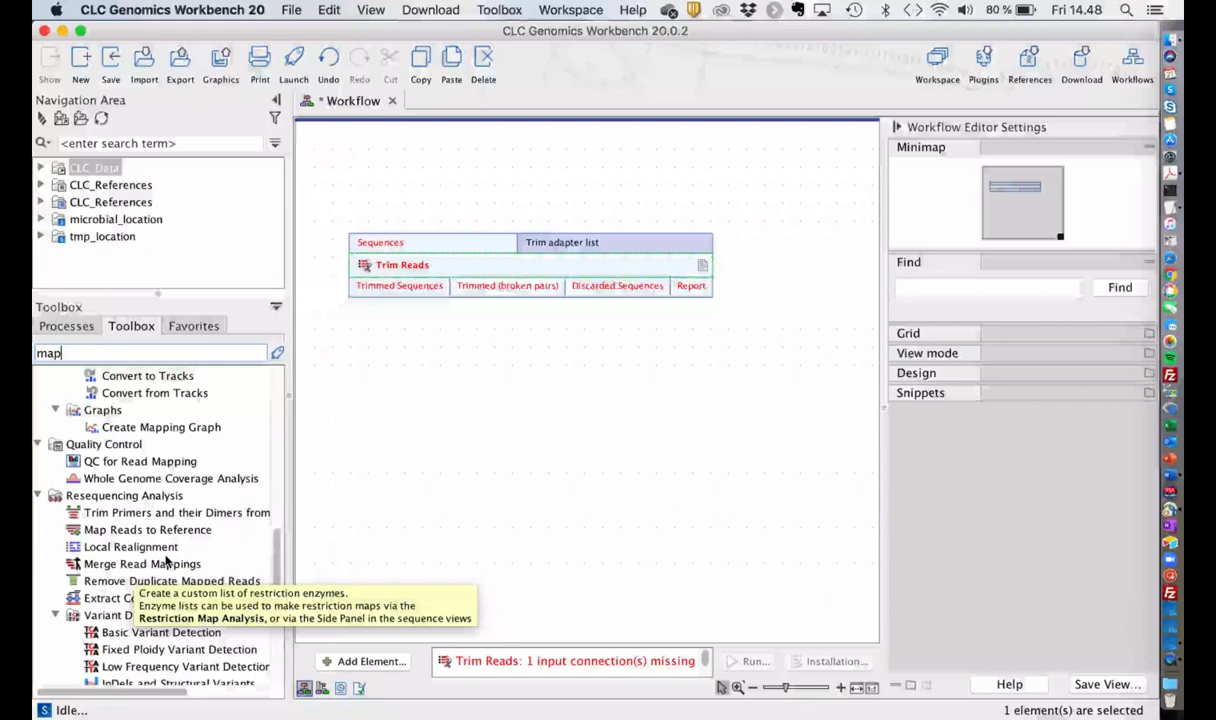 CLC Genomics Workbench 20 File Edit View Download Toolbox Workspace Help 80 % Fri 14.48
CLC Genomics Workbench 20.0.2
Show New Save Import Export Graphics Print Launch Undo Redo Cut Copy Paste Delete Workspace Plugins References Download Workflows
Navigation Area
* Workflow
<enter search term>
CLC_Data
CLC_References
CLC_References
microbial_location
tmp_location
Toolbox
Processes Toolbox Favorites
map
Convert to Tracks
Convert from Tracks
Graphs
Create Mapping Graph
Quality Control
QC for Read Mapping
Whole Genome Coverage Analysis
Resequencing Analysis
Trim Primers and their Dimers from
Map Reads to Reference
Local Realignment
Merge Read Mappings
Remove Duplicate Mapped Reads
Extract Co
Variant D
Basic Variant Detection
Fixed Ploidy Variant Detection
Low Frequency Variant Detection
InDels and Structural Variants
Create a custom list of restriction enzymes.
Enzyme lists can be used to make restriction maps via the
Restriction Map Analysis, or via the Side Panel in the sequence views
Sequences Trim adapter list
Trim Reads
Trimmed Sequences Trimmed (broken pairs) Discarded Sequences Report
Workflow Editor Settings
Minimap
Find
Find
Grid
View mode
Design
Snippets
Add Element... Trim Reads: 1 input connection(s) missing Run... Installation...
Help Save View...
Idle... 1 element(s) are selected